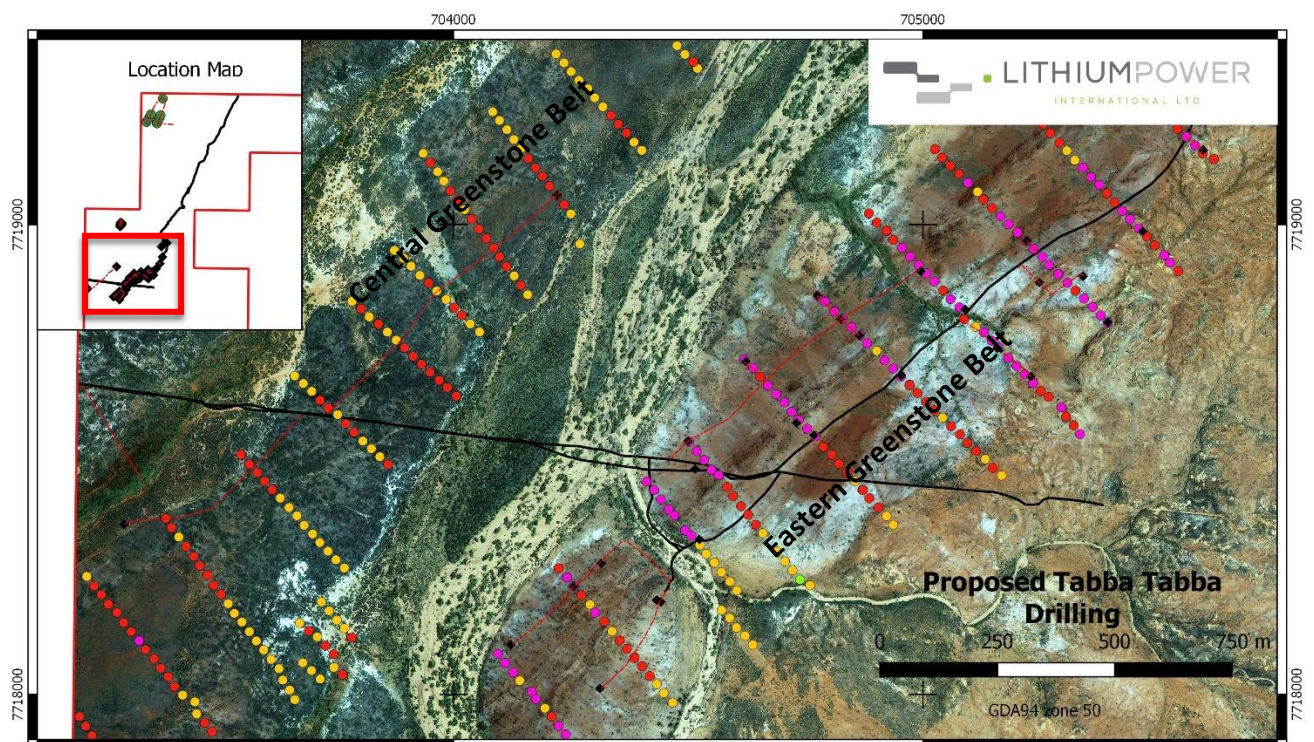 704000
705000
Location Map
LITHIUMPOWER
INTERNATIONAL LTD
Central Greenstone Belt
7719000
7719000
Eastern Greenstone Belt
Proposed Tabba Tabba
Drilling
0 250 500 750 m
7718000
7718000
GDA94 zone 50